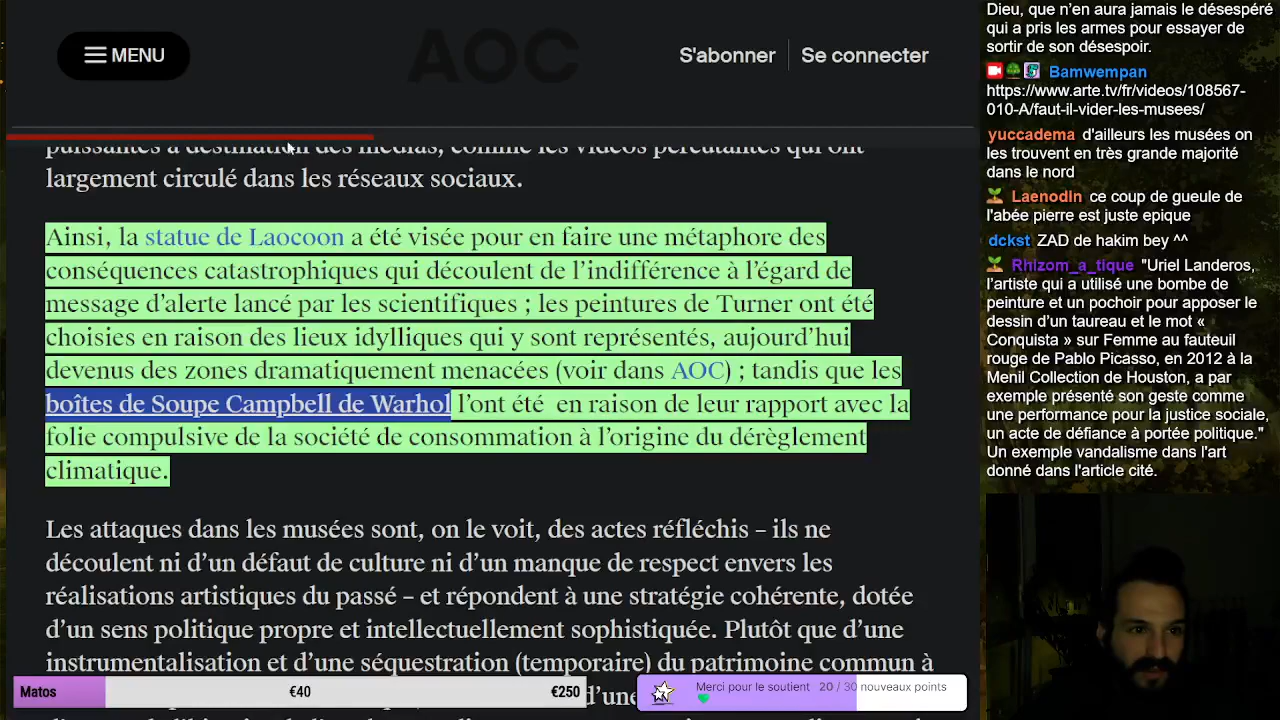 MENU
AOC
S'abonner
Se connecter
puissantes à destination des médias, comme les vidéos percutantes qui ont
largement circulé dans les réseaux sociaux.
Ainsi, la statue de Laocoon a été visée pour en faire une métaphore des
conséquences catastrophiques qui découlent de l’indifférence à l’égard de
message d’alerte lancé par les scientifiques ; les peintures de Turner ont été
choisies en raison des lieux idylliques qui y sont représentés, aujourd’hui
devenus des zones dramatiquement menacées (voir dans AOC) ; tandis que les
boîtes de Soupe Campbell de Warhol l’ont été en raison de leur rapport avec la
folie compulsive de la société de consommation à l’origine du dérèglement
climatique.
Les attaques dans les musées sont, on le voit, des actes réfléchis – ils ne
découlent ni d’un défaut de culture ni d’un manque de respect envers les
réalisations artistiques du passé – et répondent à une stratégie cohérente, dotée
d’un sens politique propre et intellectuellement sophistiquée. Plutôt que d’une
instrumentalisation et d’une séquestration (temporaire) du patrimoine commun à
d’une
Matos
€40
€250
Merci pour le soutient 20 / 30 nouveaux points
Dieu, que n’en aura jamais le désespéré
qui a pris les armes pour essayer de
sortir de son désespoir.
Bamwempan
https://www.arte.tv/fr/videos/108567-
010-A/faut-il-vider-les-musees/
yuccadema d'ailleurs les musées on
les trouvent en très grande majorité
dans le nord
Laenodin ce coup de gueule de
l'abée pierre est juste epique
dckst ZAD de hakim bey ^^
Rhizom_a_tique "Uriel Landeros,
l’artiste qui a utilisé une bombe de
peinture et un pochoir pour apposer le
dessin d’un taureau et le mot «
Conquista » sur Femme au fauteuil
rouge de Pablo Picasso, en 2012 à la
Menil Collection de Houston, a par
exemple présenté son geste comme
une performance pour la justice sociale,
un acte de défiance à portée politique."
Un exemple vandalisme dans l'art
donné dans l'article cité.